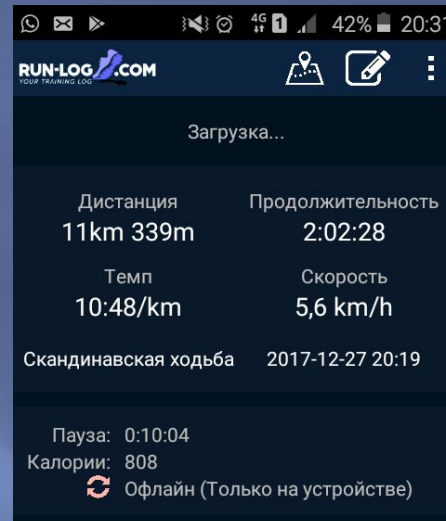 4G 1 42% 20:31
RUN-LOG.COM
YOUR TRAINING LOG
Загрузка...
Дистанция Продолжительность
11km 339m 2:02:28
Темп Скорость
10:48/km 5,6 km/h
Скандинавская ходьба 2017-12-27 20:19
Пауза: 0:10:04
Калории: 808
Офлайн (Только на устройстве)